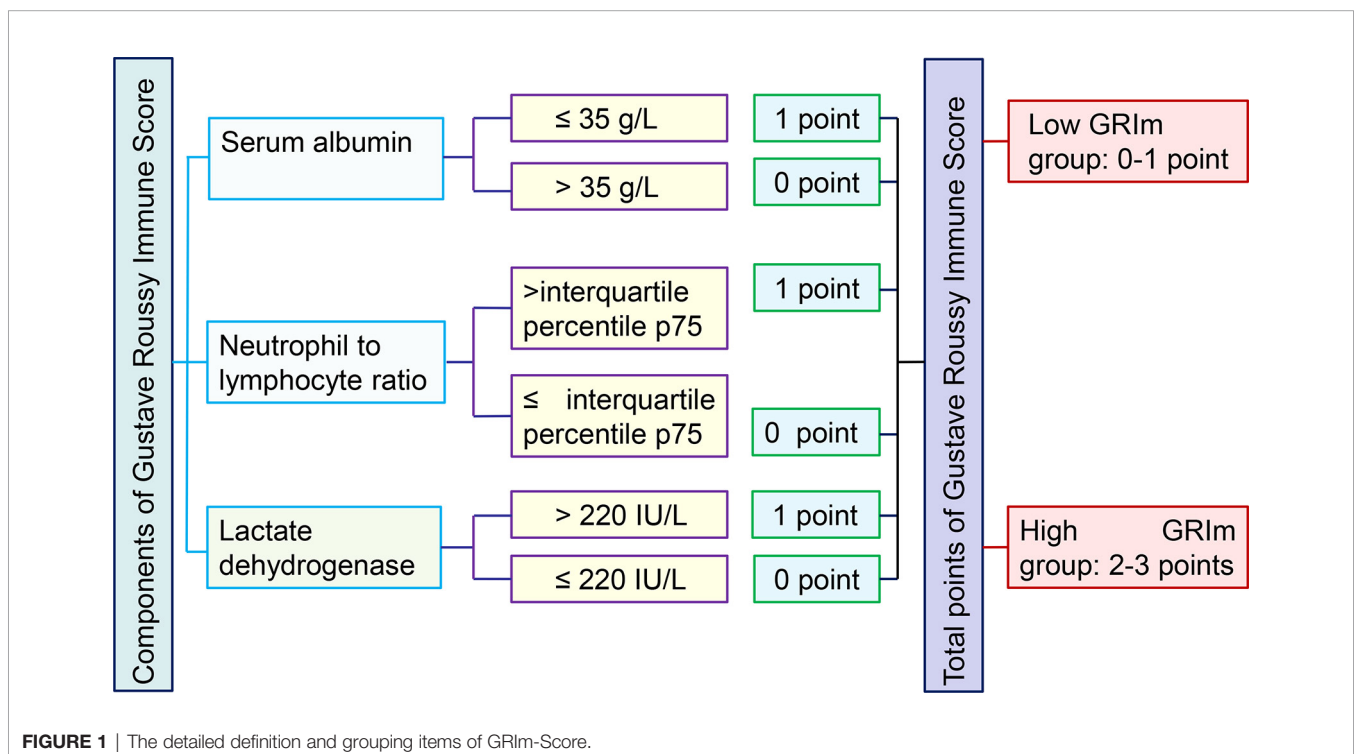 Components of Gustave Roussy Immune Score
Serum albumin
≤ 35 g/L
1 point
> 35 g/L
0 point
Neutrophil to
lymphocyte ratio
>interquartile
percentile p75
1 point
≤ interquartile
percentile p75
0 point
Lactate
dehydrogenase
> 220 IU/L
1 point
≤ 220 IU/L
0 point
Total points of Gustave Roussy Immune Score
Low GRIm
group: 0-1 point
High GRIm
group: 2-3 points
FIGURE 1 | The detailed definition and grouping items of GRIm-Score.